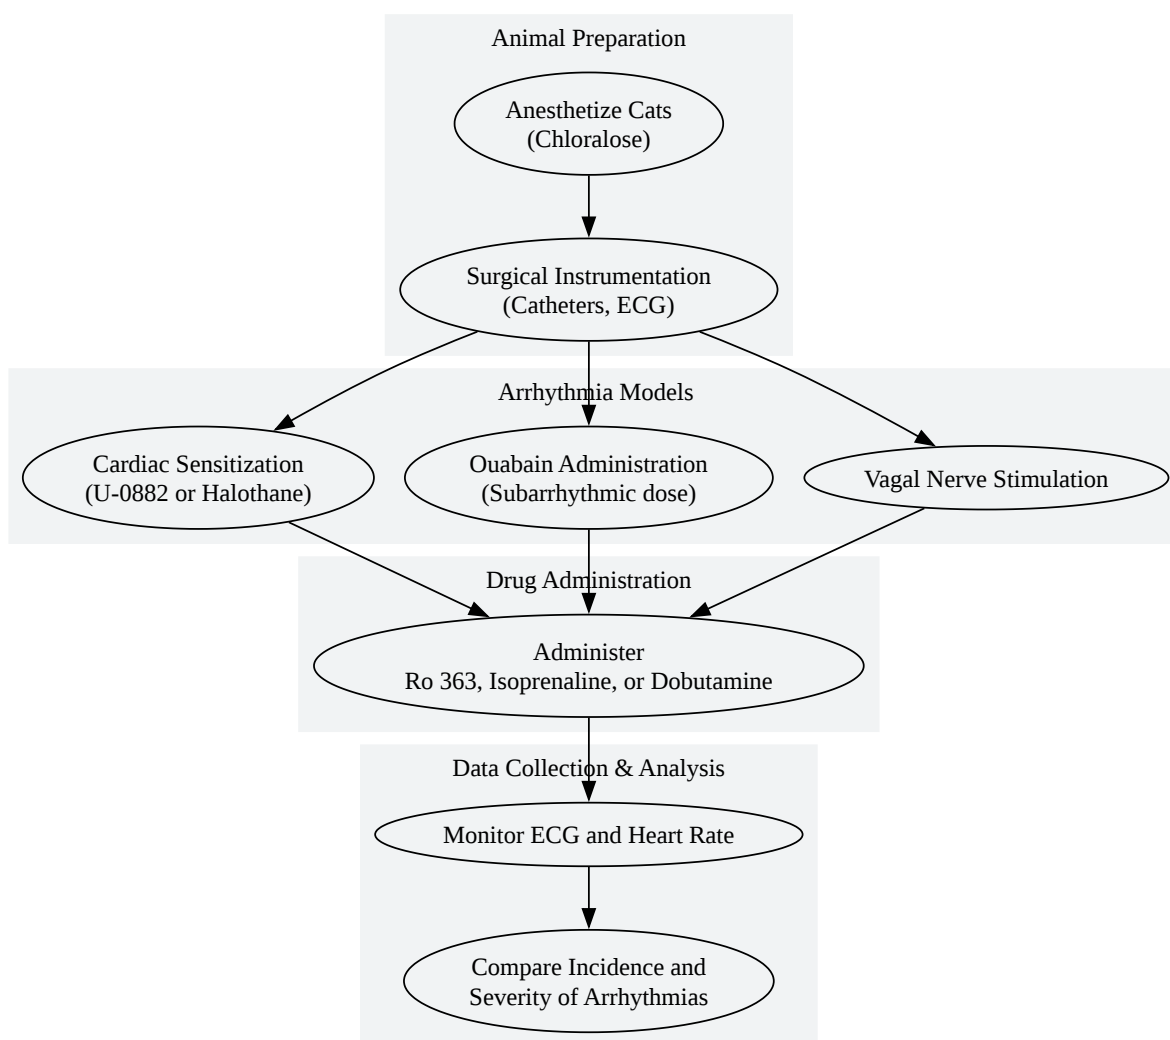 Animal Preparation
Anesthetize Cats
(Chloralose)
Surgical Instrumentation
(Catheters, ECG)
Arrhythmia Models
Cardiac Sensitization
(U-0882 or Halothane)
Ouabain Administration
(Subarrhythmic dose)
Vagal Nerve Stimulation
Drug Administration
Administer
Ro 363, Isoprenaline, or Dobutamine
Data Collection & Analysis
Monitor ECG and Heart Rate
Compare Incidence and
Severity of Arrhythmias